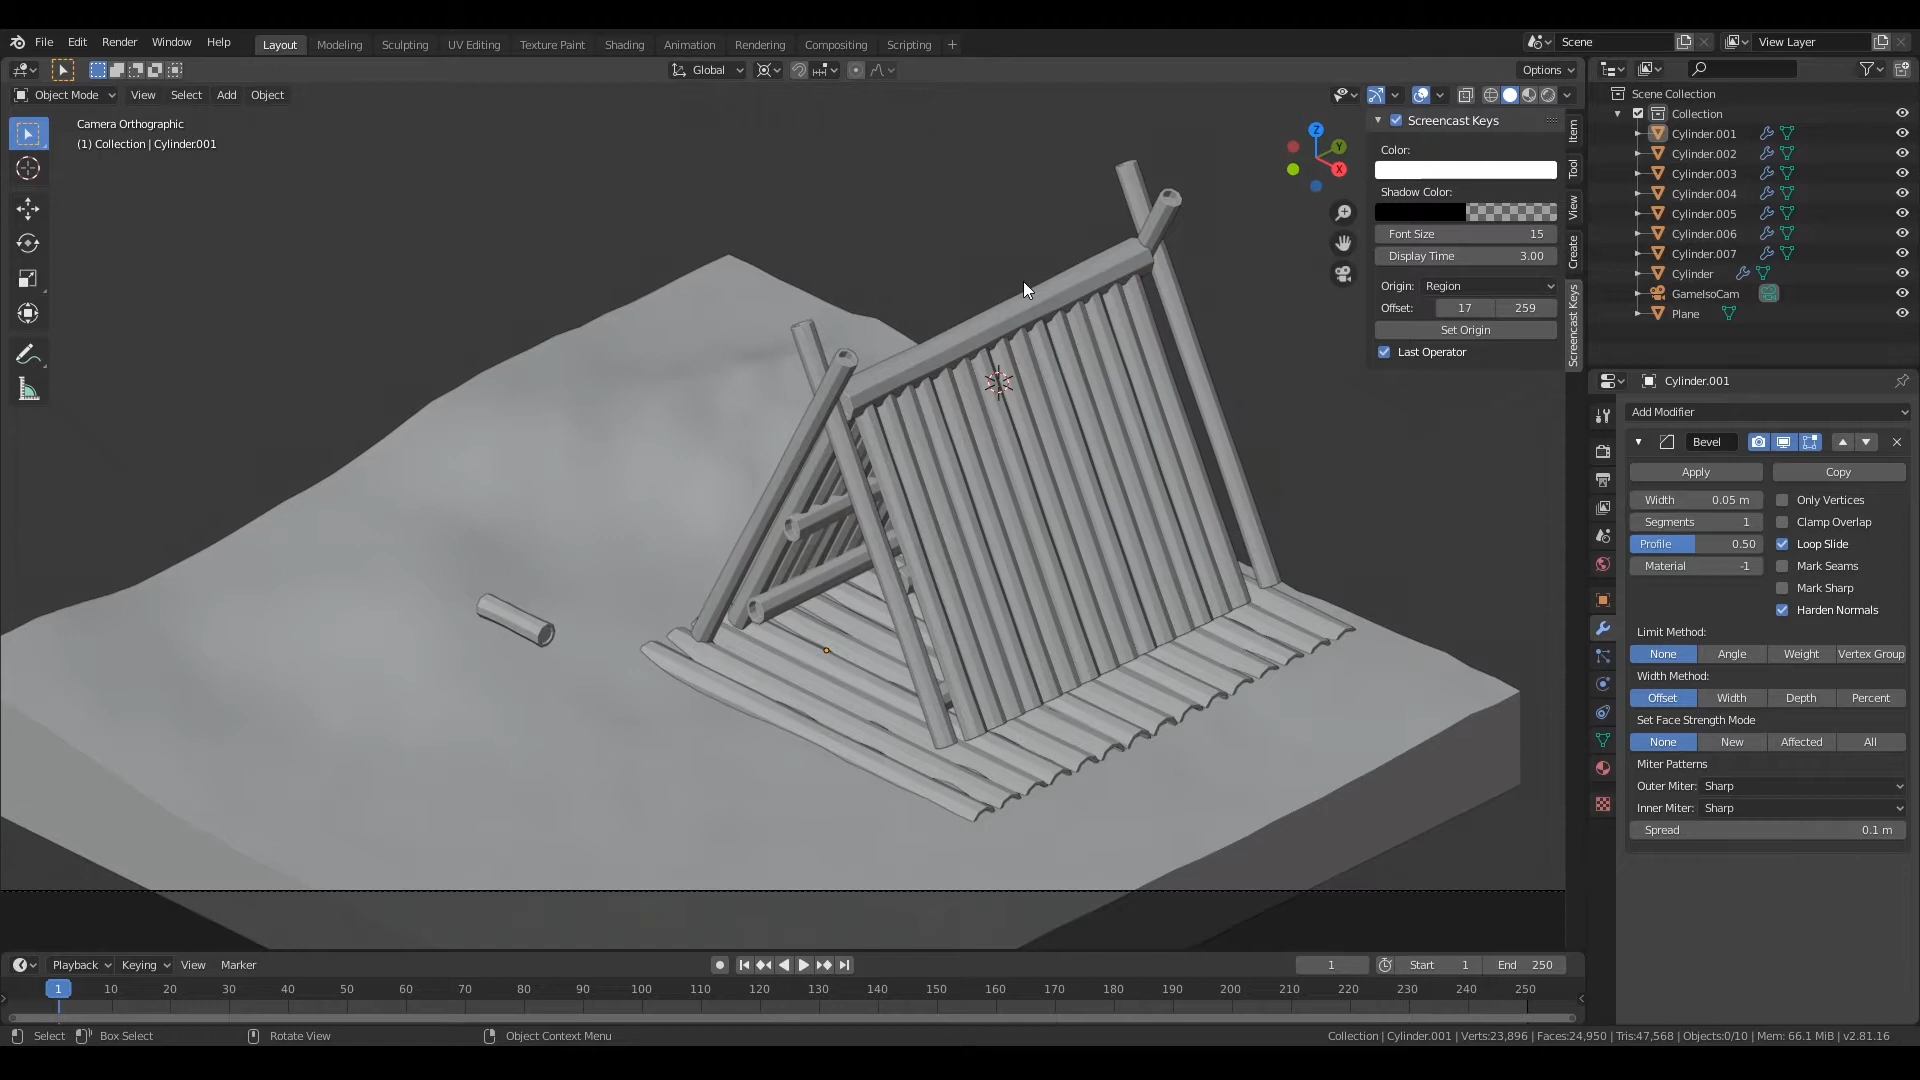 File Edit Render Window Help Layout Modeling Sculpting UV Editing Texture Paint Shading Animation Rendering Compositing Scripting + Scene View Layer
Global Options
Object Mode View Select Add Object
Camera Orthographic
(1) Collection | Cylinder.001
Z
Y
X
Screencast Keys
Color:
Shadow Color:
Font Size 15
Display Time 3.00
Origin: Region
Offset: 17 259
Set Origin
Last Operator
Item
Tool
View
Create
Screencast Keys
Scene Collection
Collection
Cylinder.001
Cylinder.002
Cylinder.003
Cylinder.004
Cylinder.005
Cylinder.006
Cylinder.007
Cylinder
GameIsoCam
Plane
Cylinder.001
Add Modifier
Bevel
Apply Copy
Width 0.05 m Only Vertices
Segments 1 Clamp Overlap
Profile 0.50 Loop Slide
Material -1 Mark Seams
Mark Sharp
Harden Normals
Limit Method:
None Angle Weight Vertex Group
Width Method:
Offset Width Depth Percent
Set Face Strength Mode
None New Affected All
Miter Patterns
Outer Miter: Sharp
Inner Miter: Sharp
Spread 0.1 m
Playback Keying View Marker 1 Start 1 End 250
1 10 20 30 40 50 60 70 80 90 100 110 120 130 140 150 160 170 180 190 200 210 220 230 240 250
Select Box Select Rotate View Object Context Menu Collection | Cylinder.001 | Verts:23,896 | Faces:24,950 | Tris:47,568 | Objects:0/10 | Mem: 66.1 MiB | v2.81.16